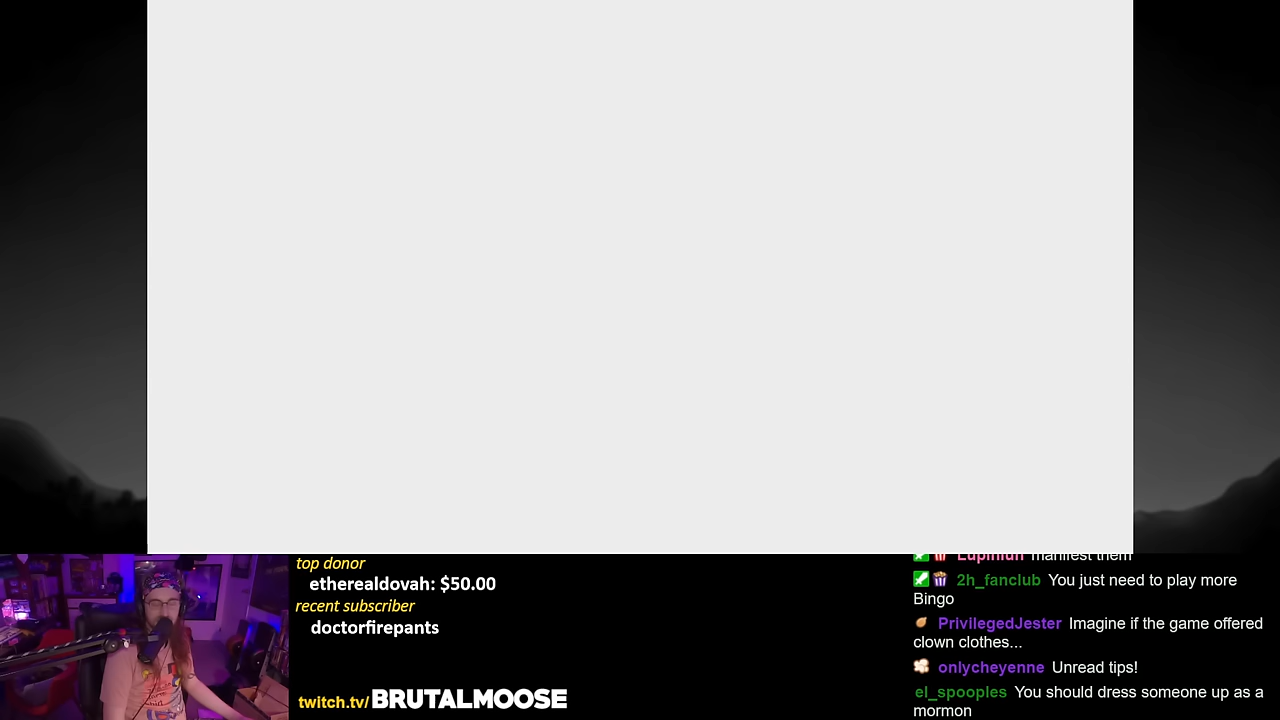 top donor
etherealdovah: $50.00
recent subscriber
doctorfirepants
twitch.tv/BRUTALMOOSE
Lupinian manifest them
2h_fanclub You just need to play more
Bingo
PrivilegedJester Imagine if the game offered
clown clothes...
onlycheyenne Unread tips!
el_spooples You should dress someone up as a
mormon